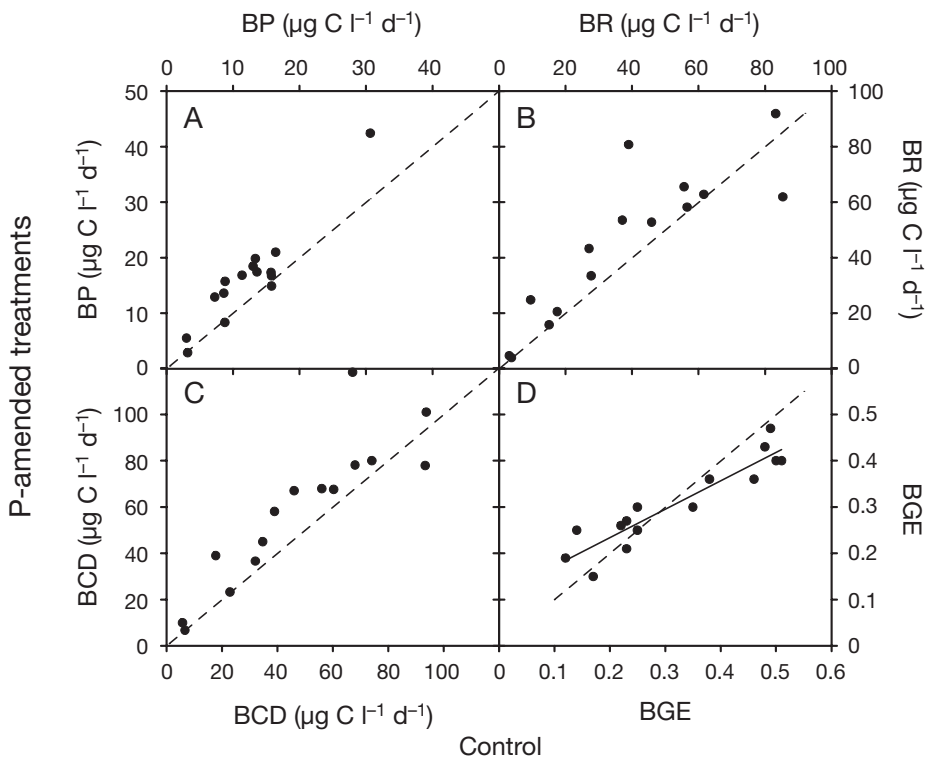 BP (µg C l⁻¹ d⁻¹) BR (µg C l⁻¹ d⁻¹)
0 10 20 30 40 0 20 40 60 80 100
A
50
40
30
20
10
0
BP (µg C l⁻¹ d⁻¹)
B
100
80
60
40
20
0
BR (µg C l⁻¹ d⁻¹)
P-amended treatments
C
100
80
60
40
20
0
BCD (µg C l⁻¹ d⁻¹)
D
0.5
0.4
0.3
0.2
0.1
0
BGE
0 20 40 60 80 100 0 0.1 0.2 0.3 0.4 0.5 0.6
BCD (µg C l⁻¹ d⁻¹) BGE
Control